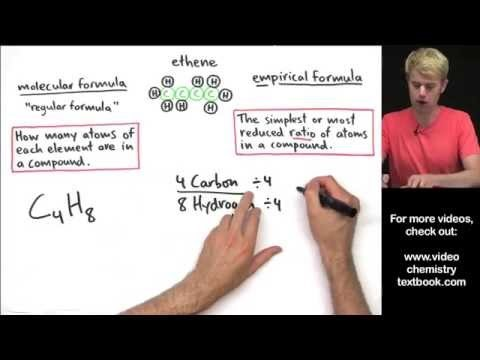 ethene
molecular formula
"regular formula"
How many atoms of
each element are in
a compound.
H H H
H C C C C H
H H H
empirical formula
The simplest or most
reduced ratio of atoms
in a compound.
C₄H₈
4 Carbon ÷4
8 Hydrogen ÷4
For more videos,
check out:
www.video
chemistry
textbook.com